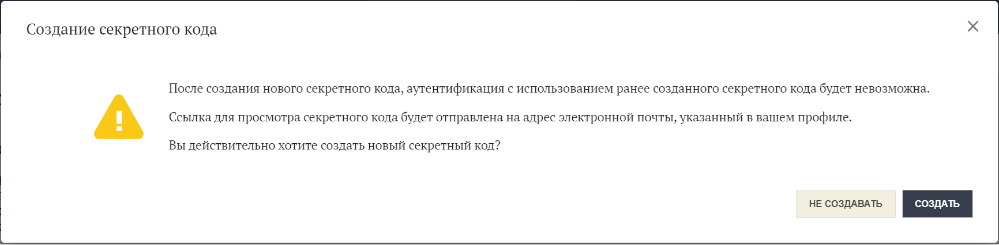 Создание секретного кода
После создания нового секретного кода, аутентификация с использованием ранее созданного секретного кода будет невозможна.
Ссылка для просмотра секретного кода будет отправлена на адрес электронной почты, указанный в вашем профиле.
Вы действительно хотите создать новый секретный код?
НЕ СОЗДАВАТЬ
СОЗДАТЬ